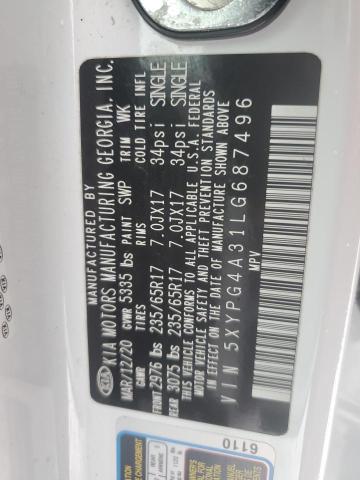 MANUFACTURED BY
KIA KIA MOTORS MANUFACTURING GEORGIA, INC.
MAR/12/20 GVWR 5335 lbs PAINT SWP TRIM WK
GAWR TIRES RIMS COLD TIRE INFL
FRONT 2976 lbs 235/65R17 7.0JX17 34psi SINGLE
REAR 3075 lbs 235/65R17 7.0JX17 34psi SINGLE
THIS VEHICLE CONFORMS TO ALL APPLICABLE U.S.A FEDERAL
MOTOR VEHICLE SAFETY AND THEFT PREVENTION STANDARDS
IN EFFECT ON THE DATE OF MANUFACTURE SHOWN ABOVE
VIN 5XYPG4A31LG687496
MPV
6110